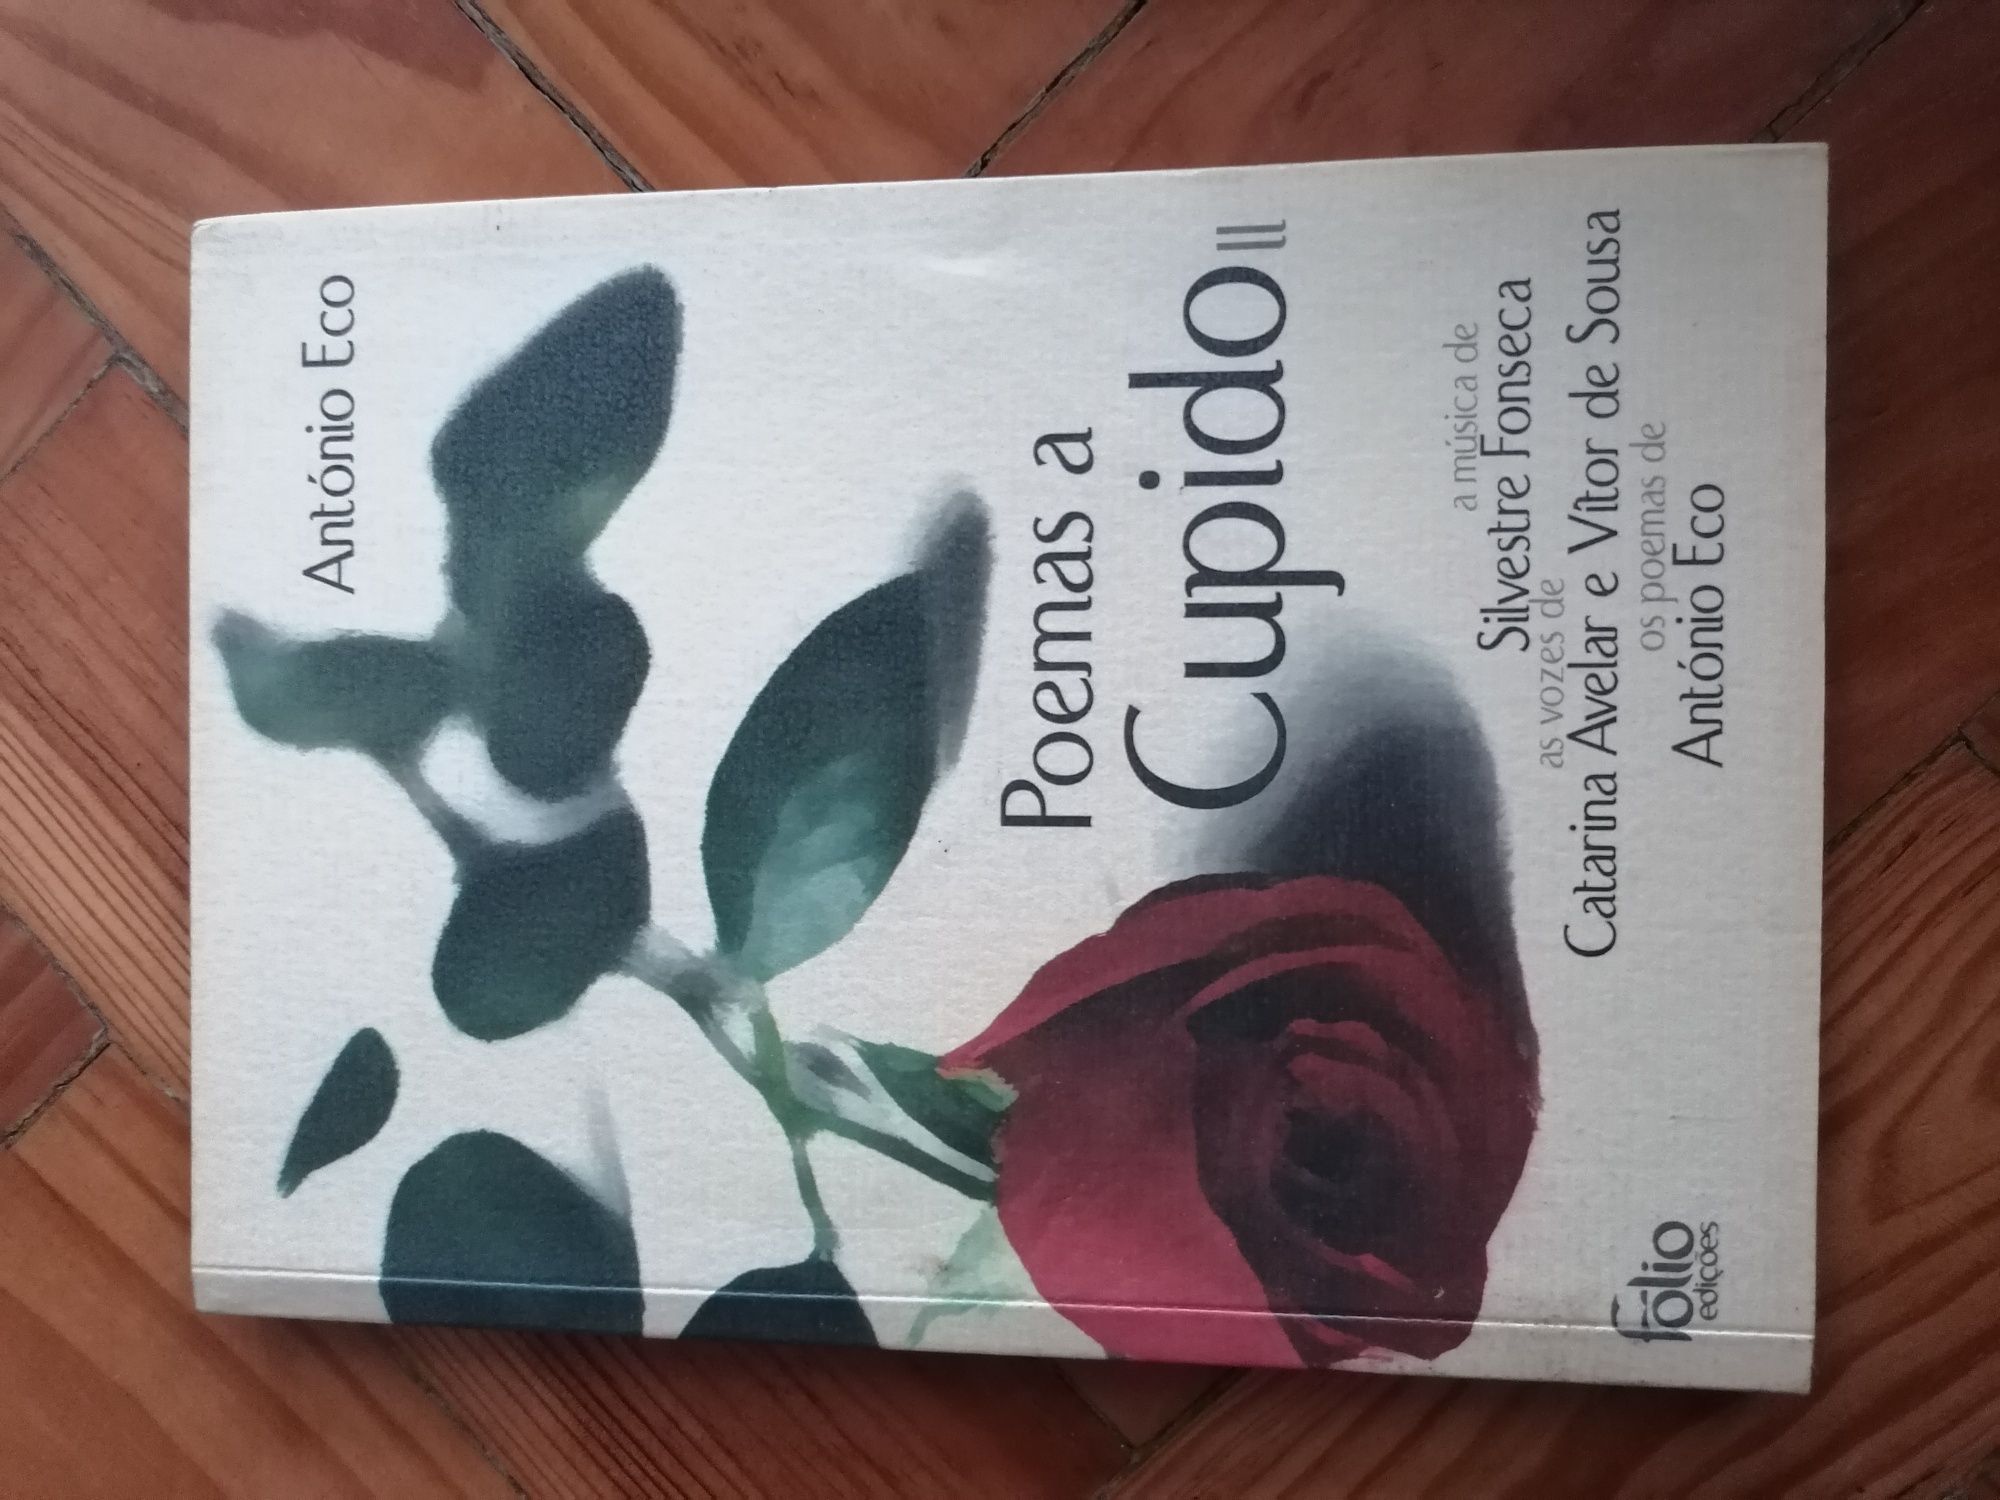 António Eco
Poemas a
Cupido II
a música de
Silvestre Fonseca
as vozes de
Catarina Avelar e Vítor de Sousa
os poemas de
António Eco
fólio
edições